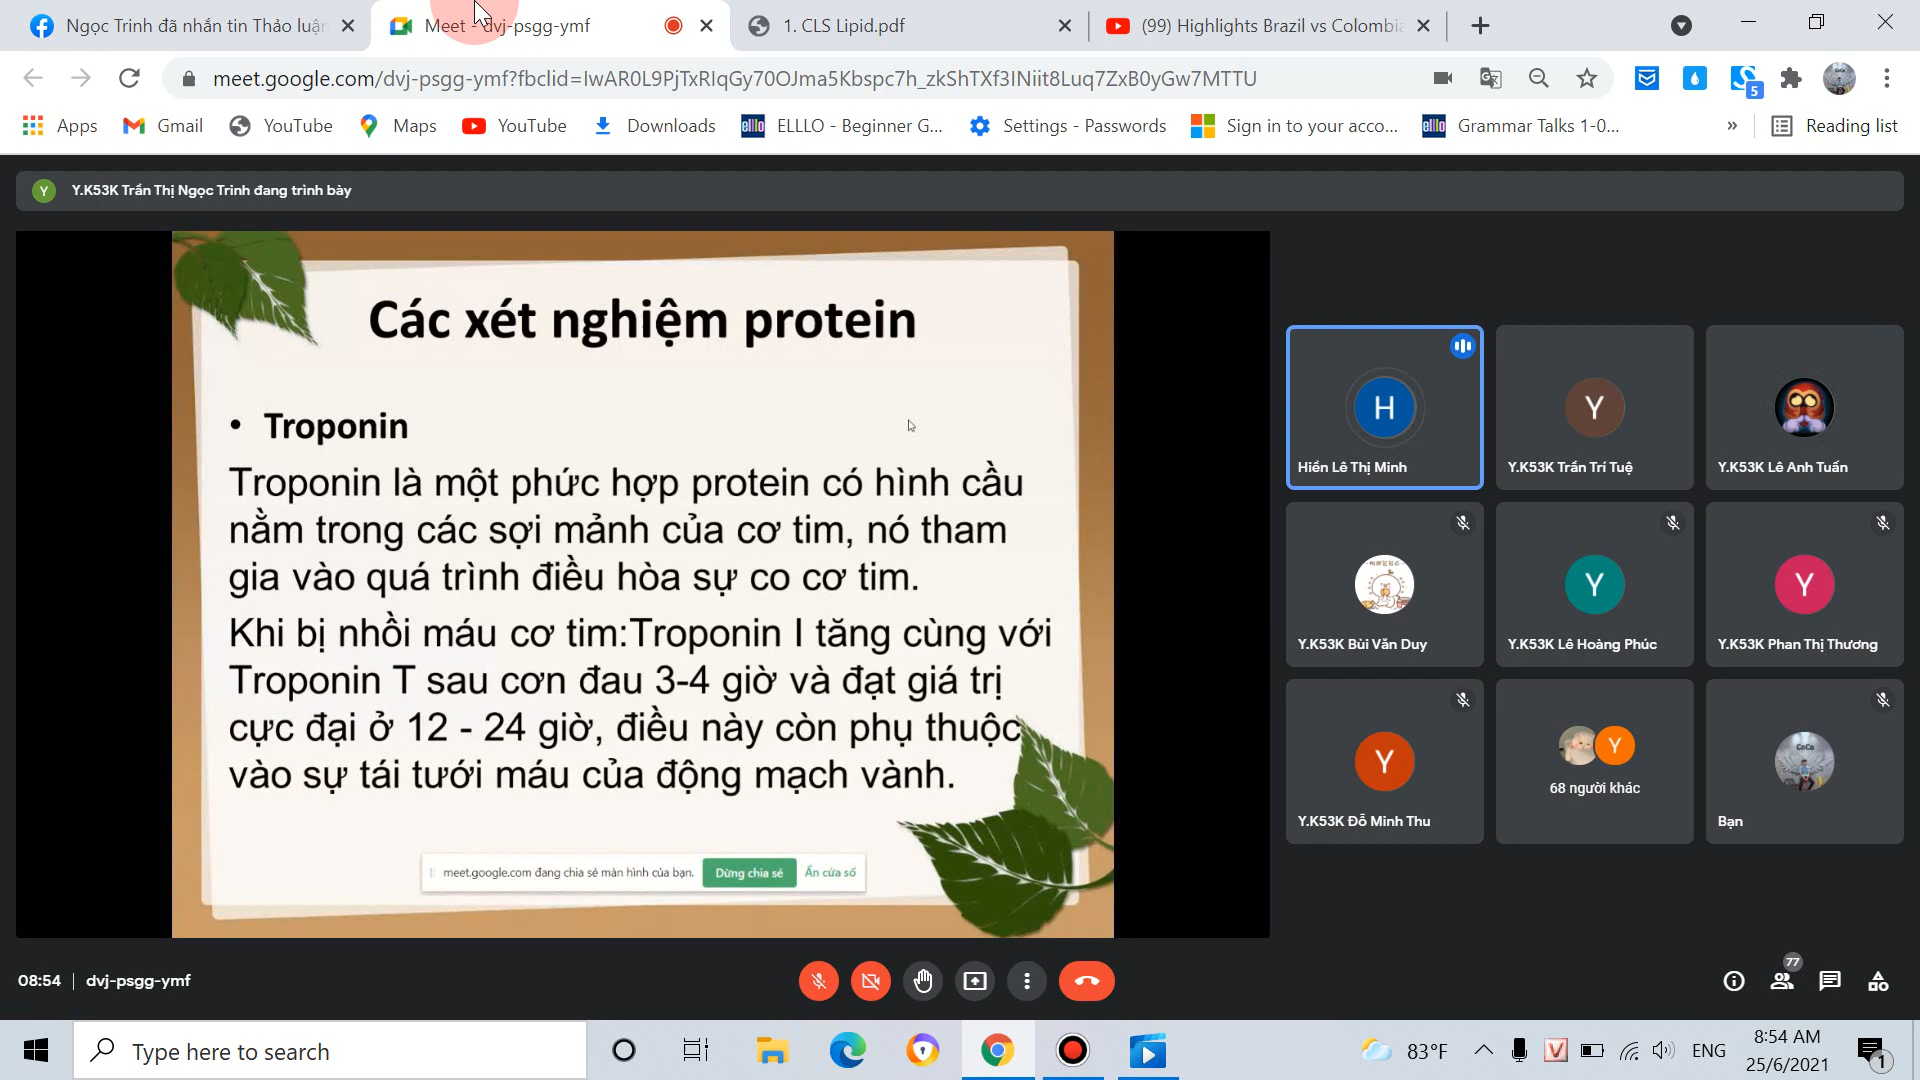 Ngọc Trinh đã nhắn tin Thảo luận
Meet - dvj-psgg-ymf
1. CLS Lipid.pdf
(99) Highlights Brazil vs Colombia
meet.google.com/dvj-psgg-ymf?fbclid=IwAR0L9PjTxRlqGy70OJma5Kbspc7h_zkShTXf3INiit8Luq7ZxB0yGw7MTTU
5
Apps
Gmail
YouTube
Maps
YouTube
Downloads
elllo
ELLLO - Beginner G...
Settings - Passwords
Sign in to your acco...
elllo
Grammar Talks 1-0...
»
Reading list
Y
Y.K53K Trần Thị Ngọc Trinh đang trình bày
Các xét nghiệm protein
• Troponin
Troponin là một phức hợp protein có hình cầu
nằm trong các sợi mảnh của cơ tim, nó tham
gia vào quá trình điều hòa sự co cơ tim.
Khi bị nhồi máu cơ tim:Troponin I tăng cùng với
Troponin T sau cơn đau 3-4 giờ và đạt giá trị
cực đại ở 12 - 24 giờ, điều này còn phụ thuộc
vào sự tái tưới máu của động mạch vành.
meet.google.com đang chia sẻ màn hình của bạn.
Dừng chia sẻ
Ẩn cửa sổ
H
Hiền Lê Thị Minh
Y
Y.K53K Trần Trí Tuệ
Y.K53K Lê Anh Tuấn
Y.K53K Bùi Văn Duy
Y
Y.K53K Lê Hoàng Phúc
Y
Y.K53K Phan Thị Thương
Y
Y.K53K Đỗ Minh Thu
Y
68 người khác
CoCo
Bạn
08:54 | dvj-psgg-ymf
77
Type here to search
83°F
V
ENG
8:54 AM
25/6/2021
1